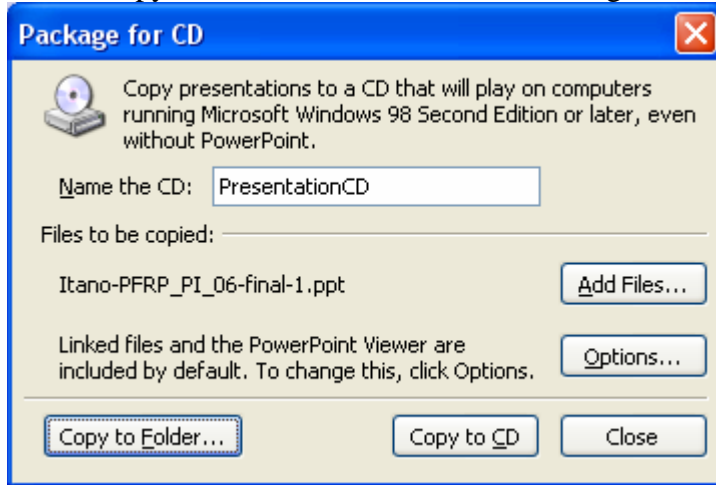 Package for CD
Copy presentations to a CD that will play on computers
running Microsoft Windows 98 Second Edition or later, even
without PowerPoint.
Name the CD: PresentationCD
Files to be copied:
Itano-PFRP_PI_06-final-1.ppt Add Files...
Linked files and the PowerPoint Viewer are
included by default. To change this, click Options. Options...
Copy to Folder... Copy to CD Close